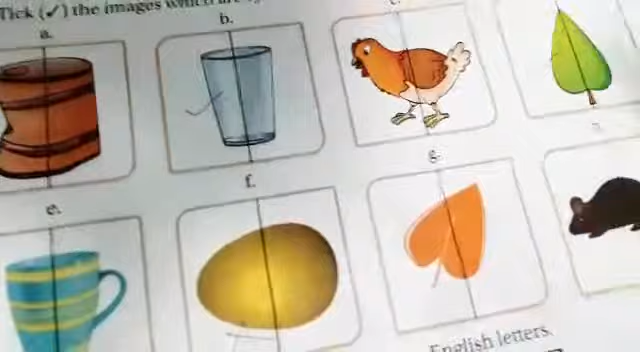 Tick (✓) the images which are
a.
b.
c.
e.
f.
g.
English letters.